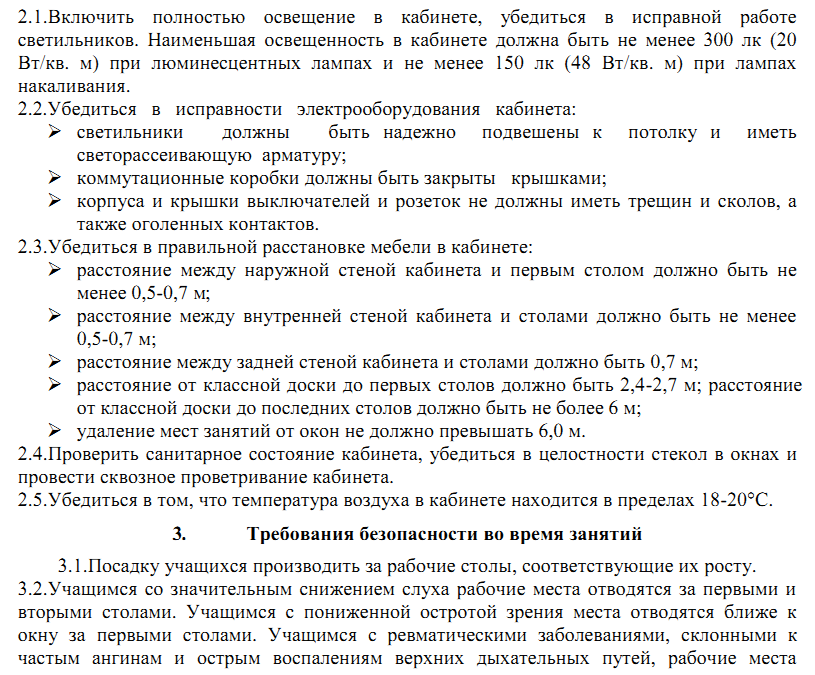 2.1.Включить полностью освещение в кабинете, убедиться в исправной работе
светильников. Наименьшая освещенность в кабинете должна быть не менее 300 лк (20
Вт/кв. м) при люминесцентных лампах и не менее 150 лк (48 Вт/кв. м) при лампах
накаливания.
2.2.Убедиться в исправности электрооборудования кабинета:
➢ светильники должны быть надежно подвешены к потолку и иметь
светорассеивающую арматуру;
➢ коммутационные коробки должны быть закрыты крышками;
➢ корпуса и крышки выключателей и розеток не должны иметь трещин и сколов, а
также оголенных контактов.
2.3.Убедиться в правильной расстановке мебели в кабинете:
➢ расстояние между наружной стеной кабинета и первым столом должно быть не
менее 0,5-0,7 м;
➢ расстояние между внутренней стеной кабинета и столами должно быть не менее
0,5-0,7 м;
➢ расстояние между задней стеной кабинета и столами должно быть 0,7 м;
➢ расстояние от классной доски до первых столов должно быть 2,4-2,7 м; расстояние
от классной доски до последних столов должно быть не более 6 м;
➢ удаление мест занятий от окон не должно превышать 6,0 м.
2.4.Проверить санитарное состояние кабинета, убедиться в целостности стекол в окнах и
провести сквозное проветривание кабинета.
2.5.Убедиться в том, что температура воздуха в кабинете находится в пределах 18-20°С.
3. Требования безопасности во время занятий
3.1.Посадку учащихся производить за рабочие столы, соответствующие их росту.
3.2.Учащимся со значительным снижением слуха рабочие места отводятся за первыми и
вторыми столами. Учащимся с пониженной остротой зрения места отводятся ближе к
окну за первыми столами. Учащимся с ревматическими заболеваниями, склонными к
частым ангинам и острым воспалениям верхних дыхательных путей, рабочие места